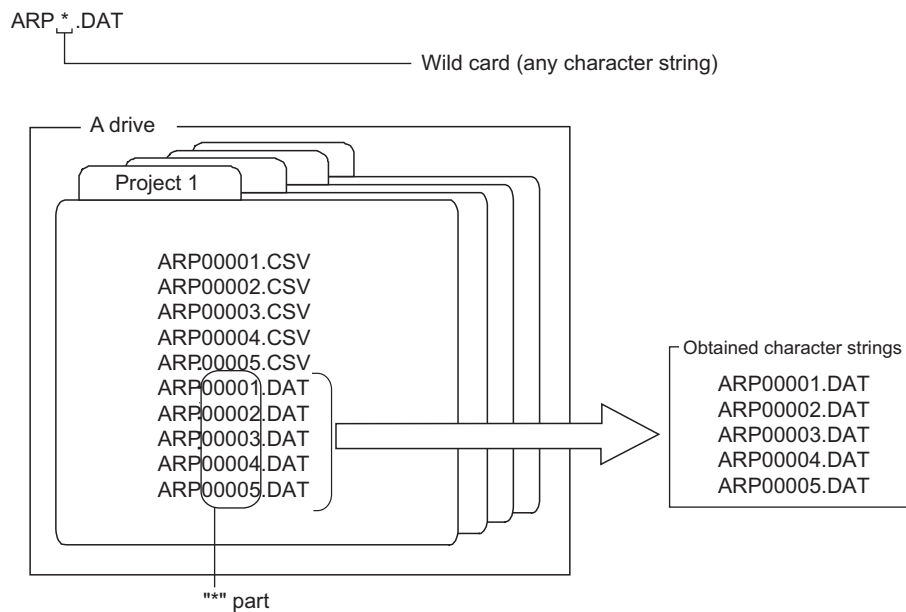 ARP * .DAT
Wild card (any character string)
A drive
Project 1
ARP00001.CSV
ARP00002.CSV
ARP00003.CSV
ARP00004.CSV
ARP00005.CSV
ARP00001.DAT
ARP00002.DAT
ARP00003.DAT
ARP00004.DAT
ARP00005.DAT
"*" part
Obtained character strings
ARP00001.DAT
ARP00002.DAT
ARP00003.DAT
ARP00004.DAT
ARP00005.DAT